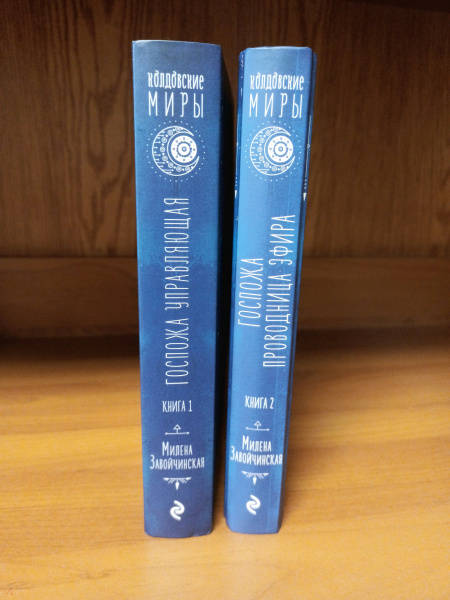 колдовские
миры
ГОСПОЖА УПРАВЛЯЮЩАЯ
КНИГА 1
Милена
Завойчинская
колдовские
миры
ГОСПОЖА
ПРОВОДНИЦА ЭФИРА
КНИГА 2
Милена
Завойчинская